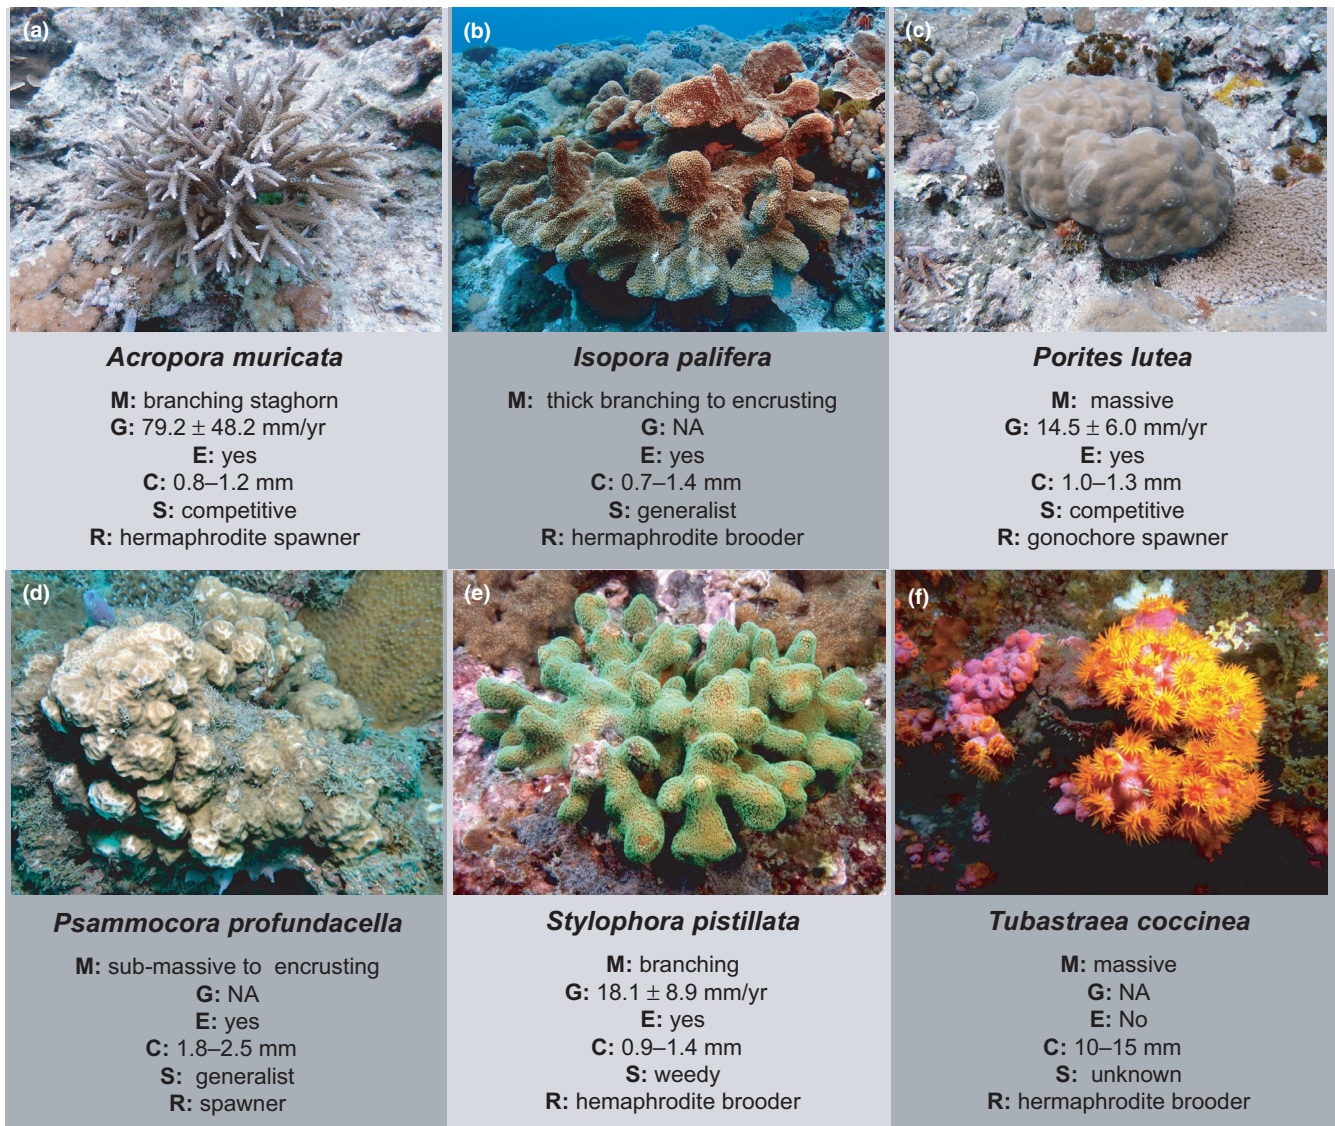 (a)
Acropora muricata
M: branching staghorn
G: 79.2 ± 48.2 mm/yr
E: yes
C: 0.8–1.2 mm
S: competitive
R: hermaphrodite spawner
(b)
Isopora palifera
M: thick branching to encrusting
G: NA
E: yes
C: 0.7–1.4 mm
S: generalist
R: hermaphrodite brooder
(c)
Porites lutea
M: massive
G: 14.5 ± 6.0 mm/yr
E: yes
C: 1.0–1.3 mm
S: competitive
R: gonochore spawner
(d)
Psammocora profundacella
M: sub-massive to encrusting
G: NA
E: yes
C: 1.8–2.5 mm
S: generalist
R: spawner
(e)
Stylophora pistillata
M: branching
G: 18.1 ± 8.9 mm/yr
E: yes
C: 0.9–1.4 mm
S: weedy
R: hemaphrodite brooder
(f)
Tubastraea coccinea
M: massive
G: NA
E: No
C: 10–15 mm
S: unknown
R: hermaphrodite brooder